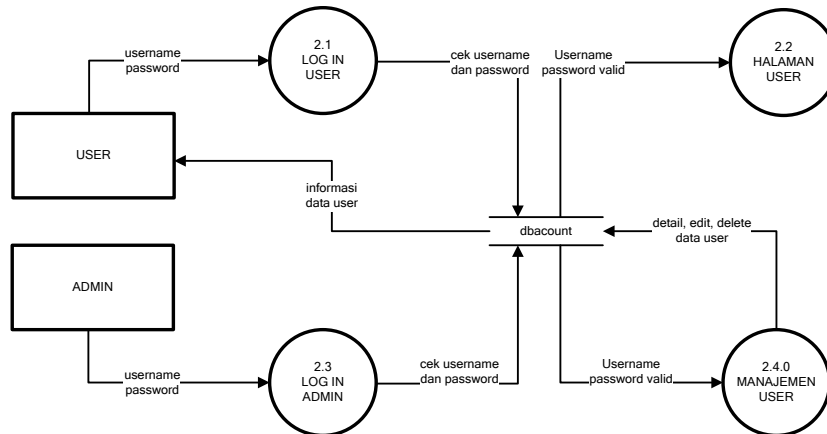 username
password
2.1
LOG IN
USER
cek username
dan password
Username
password valid
2.2
HALAMAN
USER
USER
informasi
data user
dbacount
detail, edit, delete
data user
ADMIN
username
password
2.3
LOG IN
ADMIN
cek username
dan password
Username
password valid
2.4.0
MANAJEMEN
USER